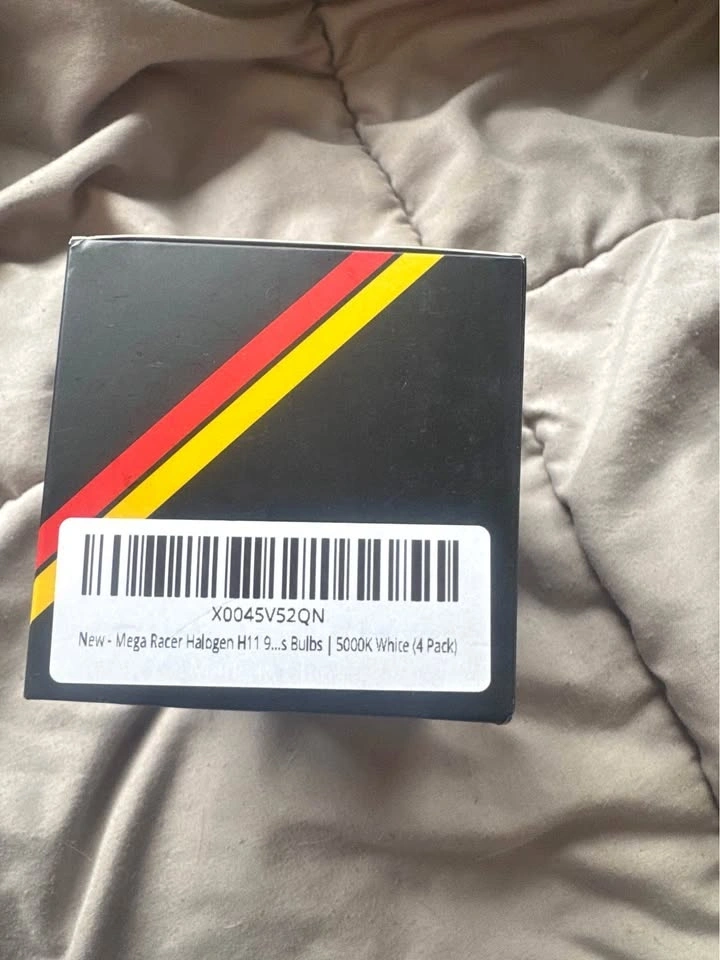 X0045V52QN
New - Mega Racer Halogen H11 9...s Bulbs | 5000K White (4 Pack)